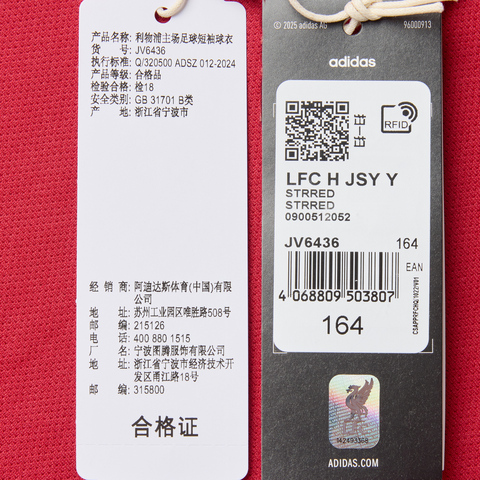 产品名称: 利物浦主场足球短袖球衣
货 号: JV6436
执行标准: Q/320500 ADSZ 012-2024
产品等级: 合格品
检验合格: 检18
安全类别: GB 31701 B类
产 地: 浙江省宁波市
经 销 商: 阿迪达斯体育(中国)有限
公司
地 址: 苏州工业园区唯胜路508号
邮 编: 215126
电 话: 400 880 1515
厂 名: 宁波图腾服饰有限公司
地 址: 浙江省宁波市经济技术开
发区甬江路18号
邮 编: 315800
合格证
© 2025 adidas AG
96000913
adidas
RFID
LFC H JSY Y
STRRED
STRRED
0900512052
JV6436 164
EAN
4 068809 503807
164
142493368
ADIDAS.COM